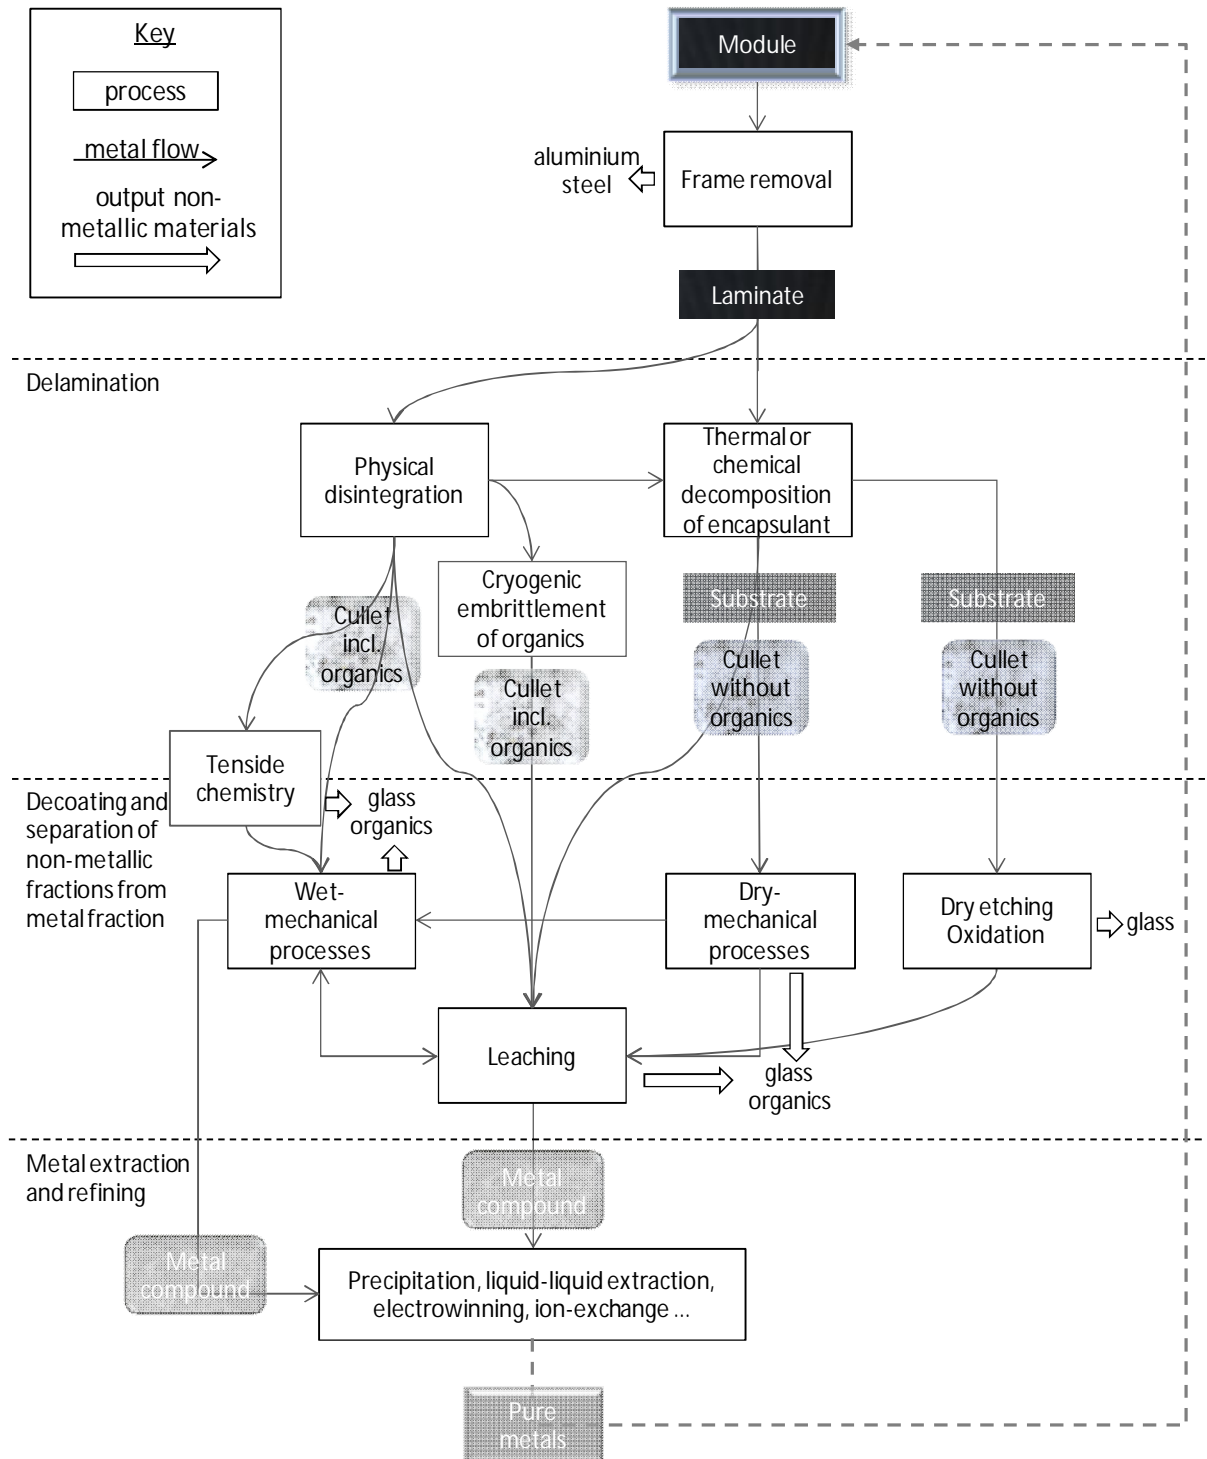 Key
process
metal flow
output non-
metallic materials
Module
aluminium
steel
Frame removal
Laminate
Delamination
Physical
disintegration
Thermal or
chemical
decomposition
of encapsulant
Cryogenic
embrittlement
of organics
Cullet
incl.
organics
Substrate
Substrate
Cullet
incl.
organics
Cullet
without
organics
Cullet
without
organics
Tenside
chemistry
glass
organics
Decoating and
separation of
non-metallic
fractions from
metal fraction
Wet-
mechanical
processes
Dry-
mechanical
processes
Dry etching
Oxidation
glass
Leaching
glass
organics
Metal extraction
and refining
Metal
compound
Metal
compound
Precipitation, liquid-liquid extraction,
electrowinning, ion-exchange ...
Pure
metals